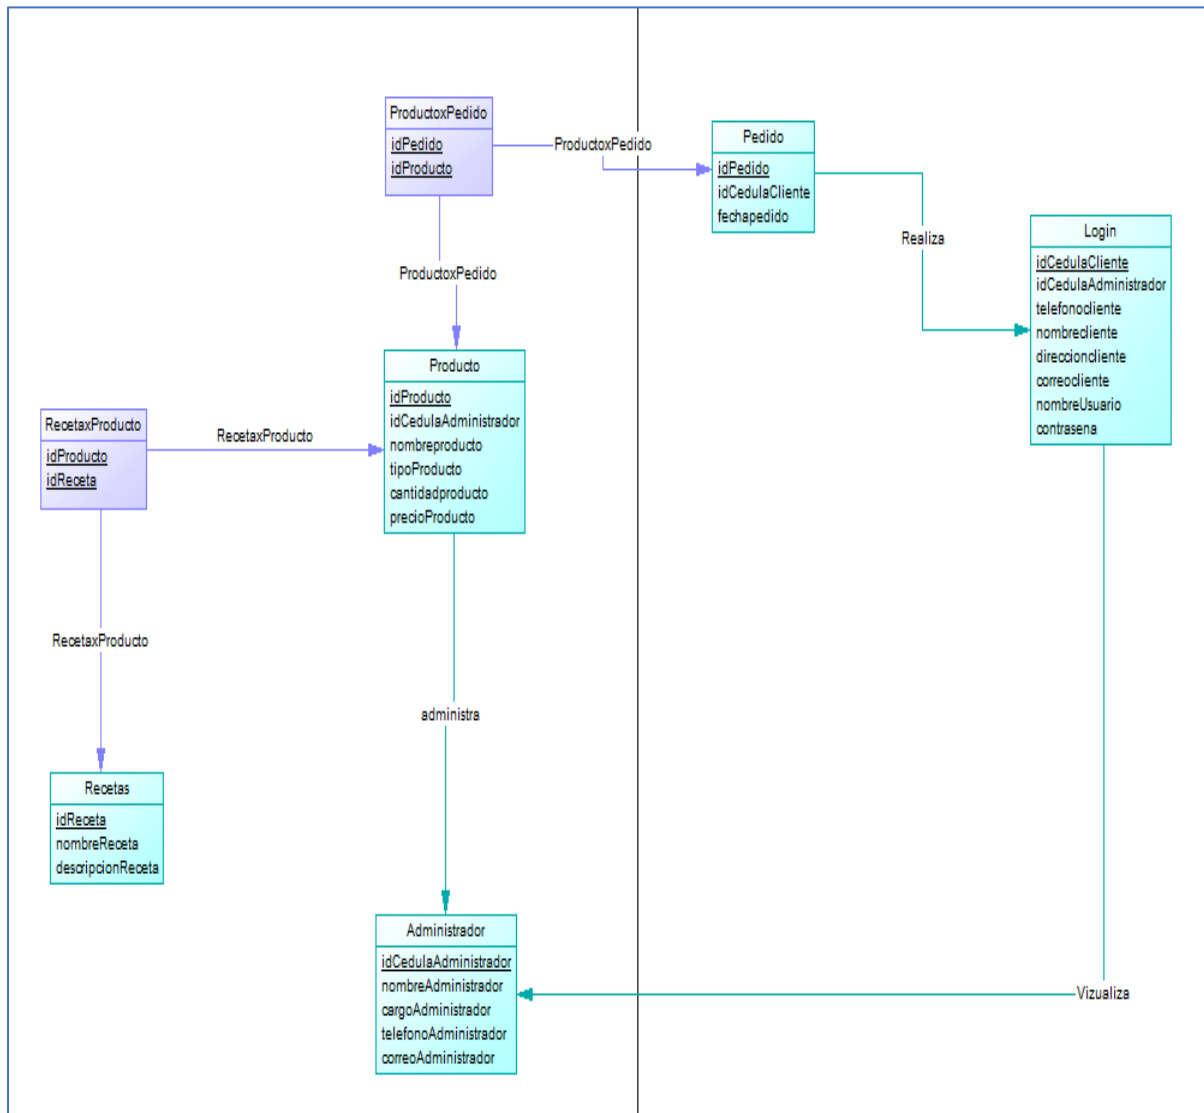 ProductoxPedido
idPedido
idProducto
ProductoxPedido
Pedido
idPedido
idCedulaCliente
fechapedido
Realiza
Login
idCedulaCliente
idCedulaAdministrador
telefonocliente
nombrecliente
direccioncliente
correocliente
nombreUsuario
contrasena
ProductoxPedido
Producto
idProducto
idCedulaAdministrador
nombreproducto
tipoProducto
cantidadproducto
precioProducto
RecetaxProducto
idProducto
idReceta
RecetaxProducto
RecetaxProducto
administra
Recetas
idReceta
nombreReceta
descripcionReceta
Administrador
idCedulaAdministrador
nombreAdministrador
cargoAdministrador
telefonoAdministrador
correoAdministrador
Vizualiza